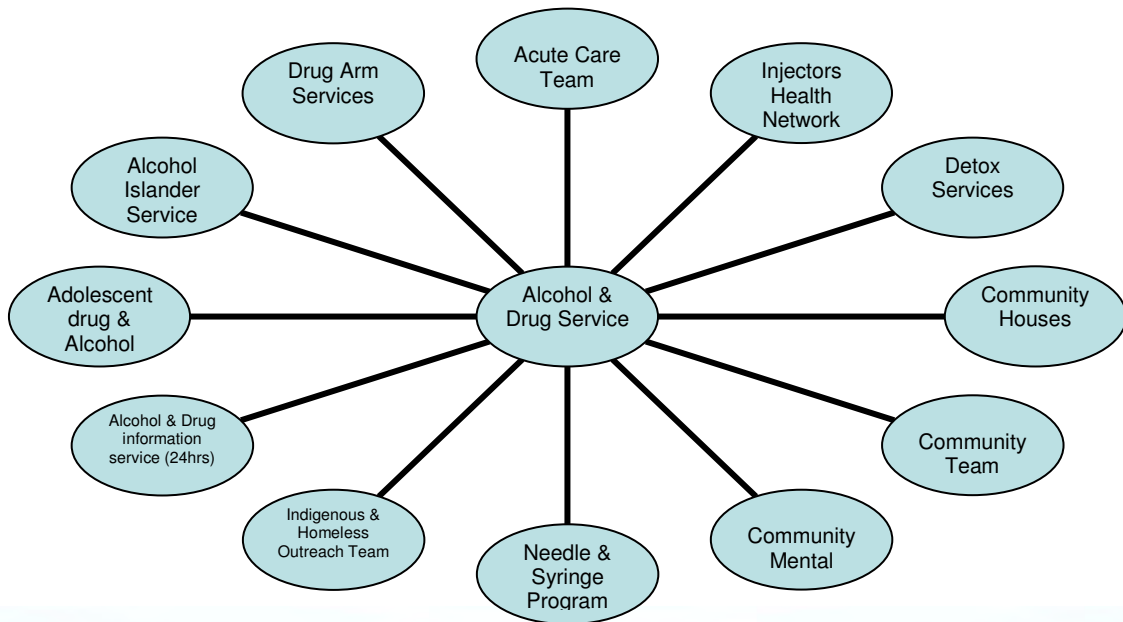 Acute Care
Team
Injectors
Health
Network
Detox
Services
Community
Houses
Community
Team
Community
Mental
Needle &
Syringe
Program
Indigenous &
Homeless
Outreach Team
Alcohol & Drug
information
service (24hrs)
Adolescent
drug &
Alcohol
Alcohol
Islander
Service
Drug Arm
Services
Alcohol &
Drug Service